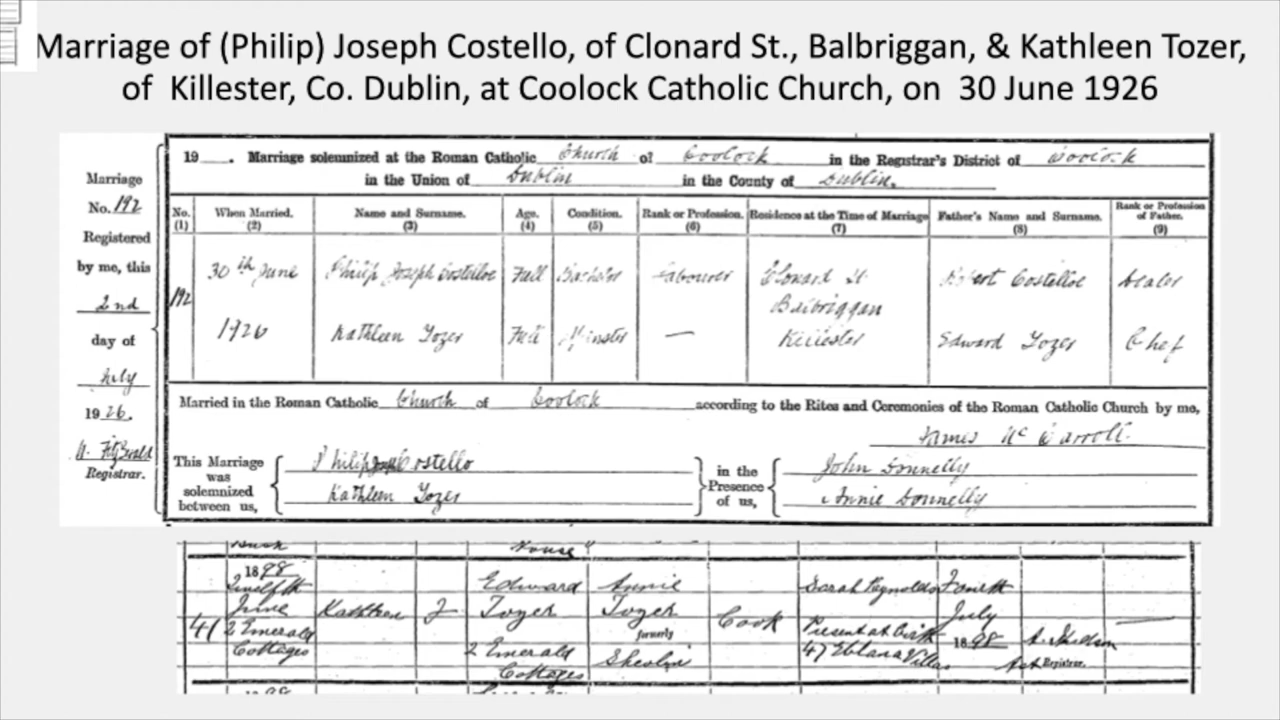 Marriage of (Philip) Joseph Costello, of Clonard St., Balbriggan, & Kathleen Tozer,
of Killester, Co. Dublin, at Coolock Catholic Church, on 30 June 1926
19 . Marriage solemnized at the Roman Catholic Church of Coolock in the Registrar's District of Coolock
in the Union of Dublin in the County of Dublin.
Marriage
No. 192
Registered
by me, this
2nd
day of
July
1926.
Registrar.
No. When Married. Name and Surname. Age. Condition. Rank or Profession. Residence at the Time of Marriage Father's Name and Surname. Rank or Profession of Father.
(1) (2) (3) (4) (5) (6) (7) (8) (9)
192 30th June Philip Joseph Costelloe Full Bachelor Labourer Clonard St Balbriggan Robert Costelloe Dealer
1926 Kathleen Tozer Full Spinster — Killester Edward Tozer Chef
Married in the Roman Catholic Church of Coolock according to the Rites and Ceremonies of the Roman Catholic Church by me,
James Mc Carroll.
This Marriage was solemnized between us,
Philip Costello
Kathleen Tozer
in the Presence of us,
John Donnelly
Annie Donnelly
House"
41 1898 Twelfth June 2 Emerald Cottages
Kathleen
F
Edward Tozer 2 Emerald Cottages
Annie Tozer formerly
Cook
Sarah Reynolds Present at Birth 47 Eblana Villas
Fourth July 1898
Registrar.